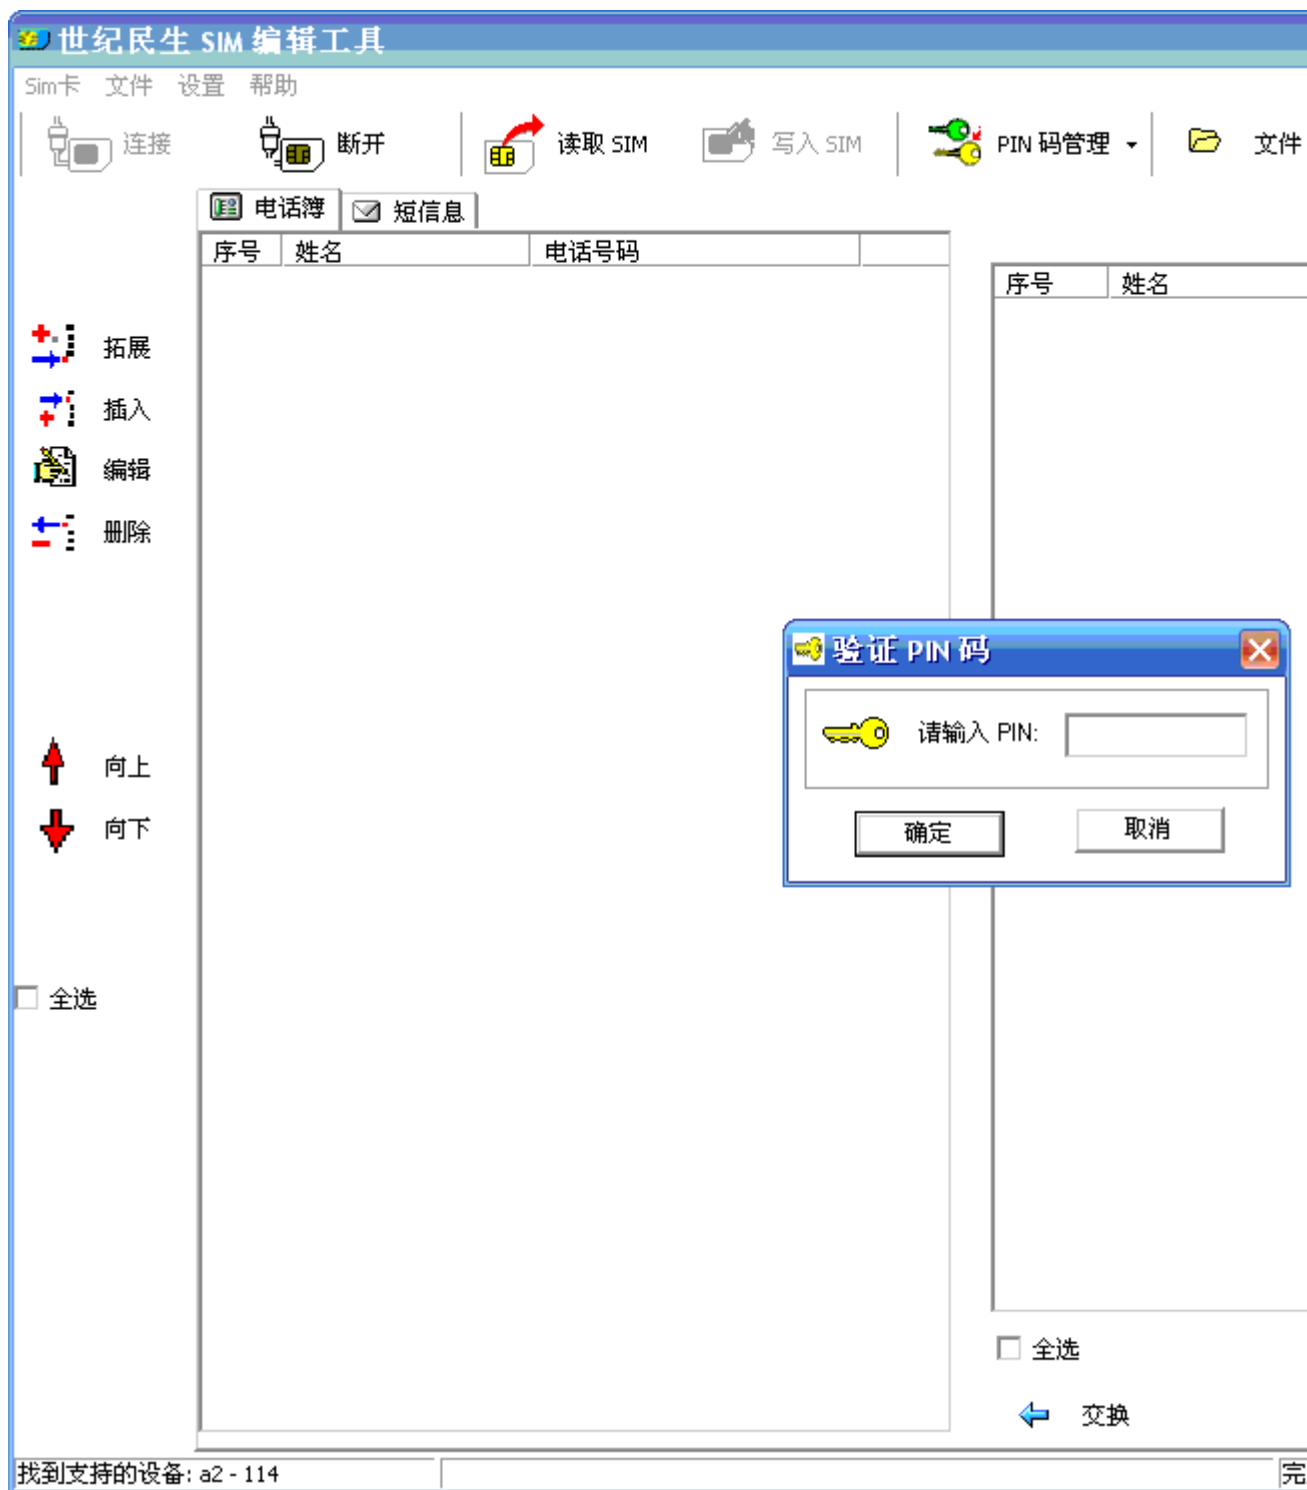 世纪民生 SIM 编辑工具
Sim卡 文件 设置 帮助
连接 断开 读取 SIM 写入 SIM PIN 码管理 文件
电话簿 短信息
序号 姓名 电话号码
序号 姓名
拓展
插入
编辑
删除
验证 PIN 码
请输入 PIN:
确定 取消
向上
向下
全选
全选
交换
找到支持的设备: a2 - 114
完